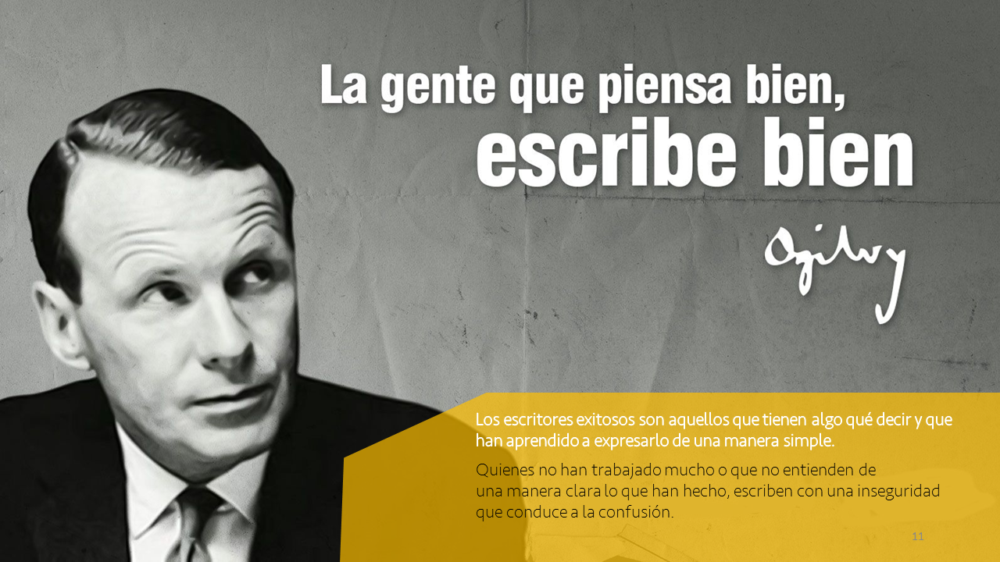 La gente que piensa bien,
escribe bien
Ogilvy
Los escritores exitosos son aquellos que tienen algo qué decir y que
han aprendido a expresarlo de una manera simple.
Quienes no han trabajado mucho o que no entienden de
una manera clara lo que han hecho, escriben con una inseguridad
que conduce a la confusión.
11